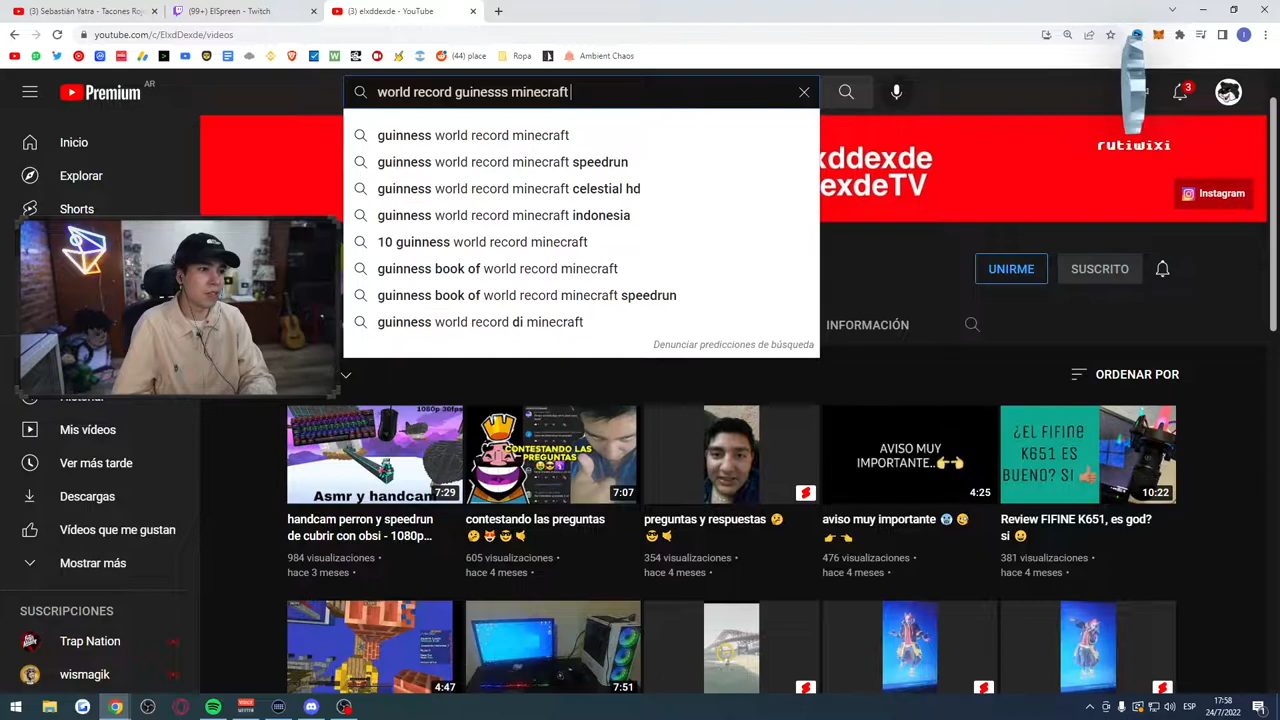 (3) Sebastián Yatra - Tacones Roj
(99+) ElSpreen - Twitch
(3) elxddexde - YouTube
youtube.com/c/ElxdDexde/videos
(44) place
Ropa
Ambient Chaos
Premium
AR
world record guinesss minecraft
3
guinness world record minecraft
guinness world record minecraft speedrun
guinness world record minecraft celestial hd
guinness world record minecraft indonesia
10 guinness world record minecraft
guinness book of world record minecraft
guinness book of world record minecraft speedrun
guinness world record di minecraft
Denunciar predicciones de búsqueda
Inicio
Explorar
Shorts
xddexde
exdeTV
rutiwixi
Instagram
UNIRME
SUSCRITO
INFORMACIÓN
ORDENAR POR
Historial
Mis vídeos
Ver más tarde
Descargas
Vídeos que me gustan
Mostrar más
SUSCRIPCIONES
Trap Nation
wismagik
1080p 30fps
Asmr y handcam
7:29
handcam perron y speedrun
de cubrir con obsi - 1080p...
984 visualizaciones •
hace 3 meses •
CONTESTANDO LAS
PREGUNTAS
7:07
contestando las preguntas
605 visualizaciones •
hace 4 meses •
preguntas y respuestas
354 visualizaciones •
hace 4 meses •
AVISO MUY
IMPORTANTE..
4:25
aviso muy importante
476 visualizaciones •
hace 4 meses •
¿EL FIFINE
K651 ES
BUENO? SI
10:22
Review FIFINE K651, es god?
si
381 visualizaciones •
hace 4 meses •
4:47
7:51
ESP
17:58
24/7/2022